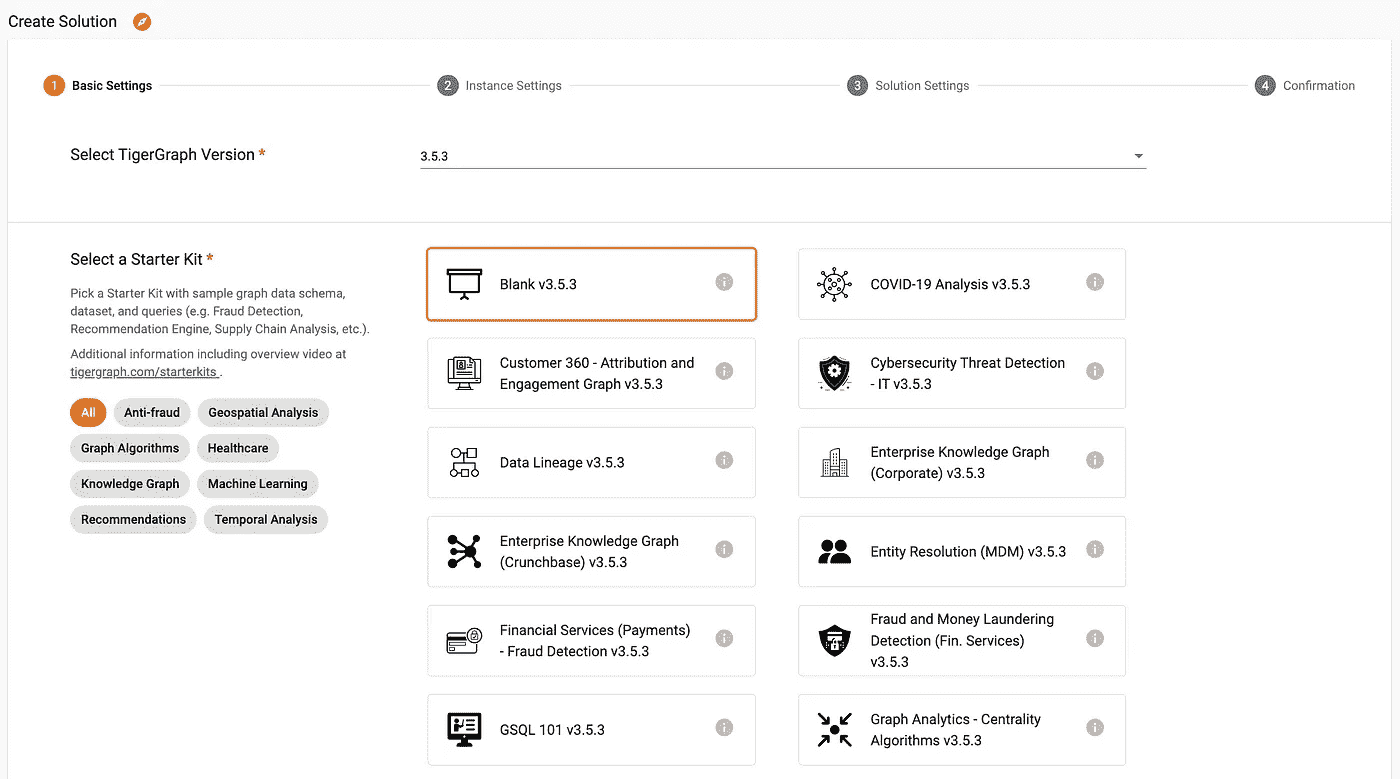 Create Solution
1 Basic Settings
2 Instance Settings
3 Solution Settings
4 Confirmation
Select TigerGraph Version *
3.5.3
Select a Starter Kit *
Pick a Starter Kit with sample graph data schema,
dataset, and queries (e.g. Fraud Detection,
Recommendation Engine, Supply Chain Analysis, etc.).
Additional information including overview video at
tigergraph.com/starterkits .
All
Anti-fraud
Geospatial Analysis
Graph Algorithms
Healthcare
Knowledge Graph
Machine Learning
Recommendations
Temporal Analysis
Blank v3.5.3
COVID-19 Analysis v3.5.3
Customer 360 - Attribution and
Engagement Graph v3.5.3
Cybersecurity Threat Detection
- IT v3.5.3
Data Lineage v3.5.3
Enterprise Knowledge Graph
(Corporate) v3.5.3
Enterprise Knowledge Graph
(Crunchbase) v3.5.3
Entity Resolution (MDM) v3.5.3
Financial Services (Payments)
- Fraud Detection v3.5.3
Fraud and Money Laundering
Detection (Fin. Services)
v3.5.3
GSQL 101 v3.5.3
Graph Analytics - Centrality
Algorithms v3.5.3